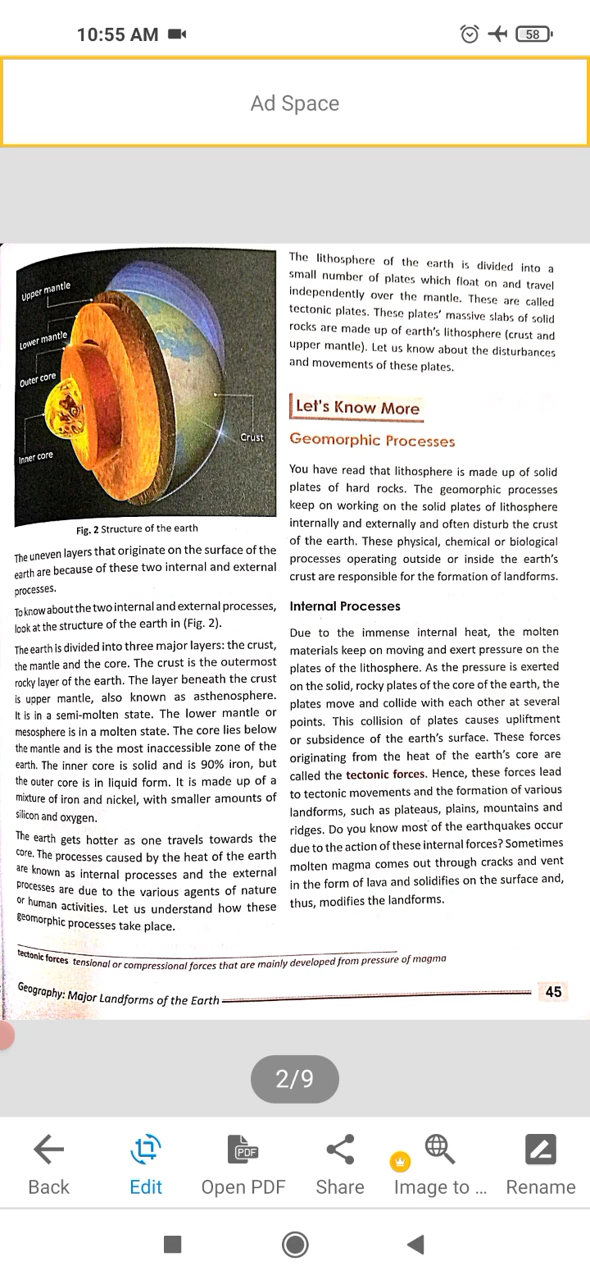 10:55 AM
58
Ad Space
Upper mantle
Lower mantle
Outer core
Inner core
Crust
Fig. 2 Structure of the earth
The uneven layers that originate on the surface of the
earth are because of these two internal and external
processes.
To know about the two internal and external processes,
look at the structure of the earth in (Fig. 2).
The earth is divided into three major layers: the crust,
the mantle and the core. The crust is the outermost
rocky layer of the earth. The layer beneath the crust
is upper mantle, also known as asthenosphere.
It is in a semi-molten state. The lower mantle or
mesosphere is in a molten state. The core lies below
the mantle and is the most inaccessible zone of the
earth. The inner core is solid and is 90% iron, but
the outer core is in liquid form. It is made up of a
mixture of iron and nickel, with smaller amounts of
silicon and oxygen.
The earth gets hotter as one travels towards the
core. The processes caused by the heat of the earth
are known as internal processes and the external
processes are due to the various agents of nature
or human activities. Let us understand how these
geomorphic processes take place.
The lithosphere of the earth is divided into a
small number of plates which float on and travel
independently over the mantle. These are called
tectonic plates. These plates' massive slabs of solid
rocks are made up of earth's lithosphere (crust and
upper mantle). Let us know about the disturbances
and movements of these plates.
Let's Know More
Geomorphic Processes
You have read that lithosphere is made up of solid
plates of hard rocks. The geomorphic processes
keep on working on the solid plates of lithosphere
internally and externally and often disturb the crust
of the earth. These physical, chemical or biological
processes operating outside or inside the earth's
crust are responsible for the formation of landforms.
Internal Processes
Due to the immense internal heat, the molten
materials keep on moving and exert pressure on the
plates of the lithosphere. As the pressure is exerted
on the solid, rocky plates of the core of the earth, the
plates move and collide with each other at several
points. This collision of plates causes upliftment
or subsidence of the earth's surface. These forces
originating from the heat of the earth's core are
called the tectonic forces. Hence, these forces lead
to tectonic movements and the formation of various
landforms, such as plateaus, plains, mountains and
ridges. Do you know most of the earthquakes occur
due to the action of these internal forces? Sometimes
molten magma comes out through cracks and vent
in the form of lava and solidifies on the surface and,
thus, modifies the landforms.
tectonic forces tensional or compressional forces that are mainly developed from pressure of magma
Geography: Major Landforms of the Earth
45
2/9
PDF
Back
Edit
Open PDF
Share
Image to ...
Rename